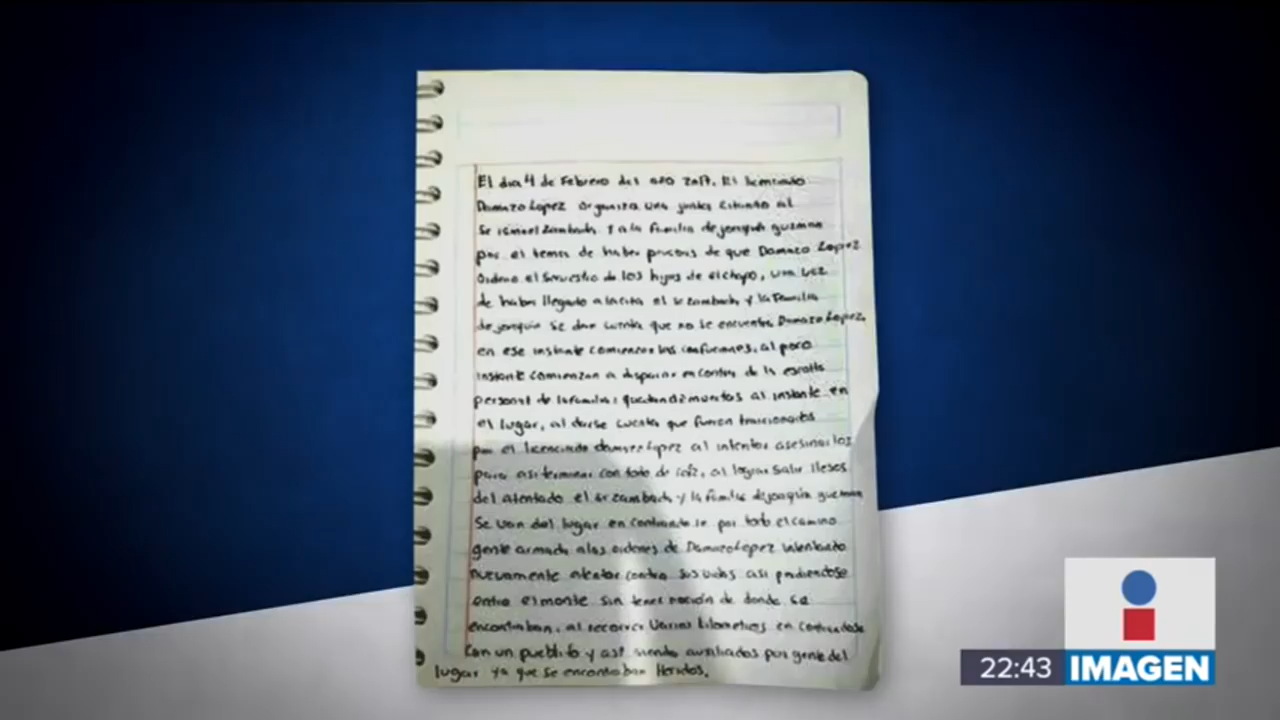 El dia 4 de Febrero del año 2017. El licenciado
Damazo Lopez Organiza una junta citando al
Sr ismael Zambada y a la familia de joaquin guzman
por el tema de haber pruebas de que Damazo Lopez
Ordeno el Secuestro de los hijos de el chapo, una vez
de haber llegado a la cita el sr zambada y la familia
de joaquin se dan cuenta que no se encuentra Damazo Lopez,
en ese instante comienzan las confuciones, al poco
instante comienzan a disparar en contra de la escolta
personal de la familia quedando muertos al instante en
el lugar, al darse cuenta que fueron traicionados
por el licenciado damazo lopez al intentar asesinarlos
para asi terminar con todo de raiz, al lograr salir ilesos
del atentado el sr zambada y la familia de joaquin guzman
Se van del lugar en contrandose por todo el camino
gente armada a las ordenes de Damazo Lopez intentando
nuevamente atentar contra sus vidas asi perdiendose
entre el monte sin tener nocion de donde se
encontraban, al recorrer Varios kilometros en contrandose
Con un pueblito y asi siendo auxiliados por gente del
lugar ya que se encontraban Heridos.
22:43 IMAGEN